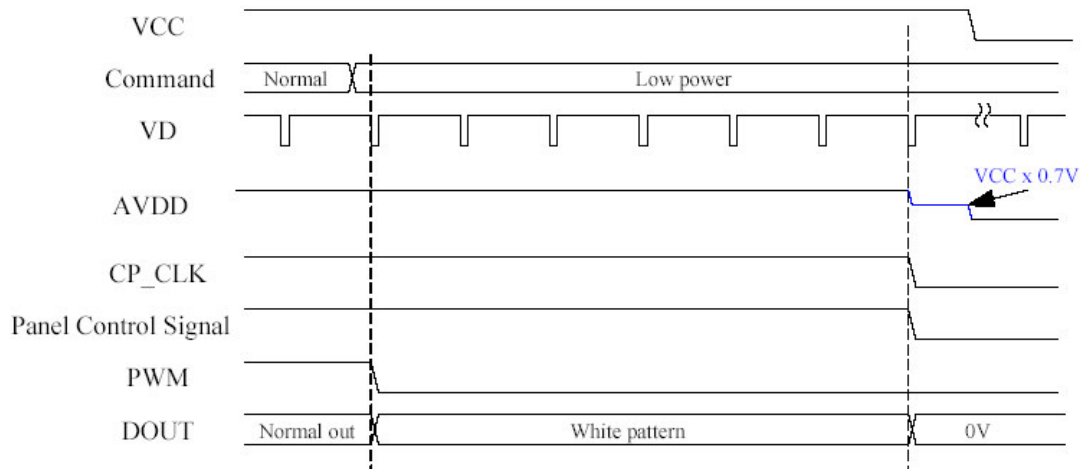 VCC
Command
Normal
Low power
VD
VCC x 0.7V
AVDD
CP_CLK
Panel Control Signal
PWM
DOUT
Normal out
White pattern
0V